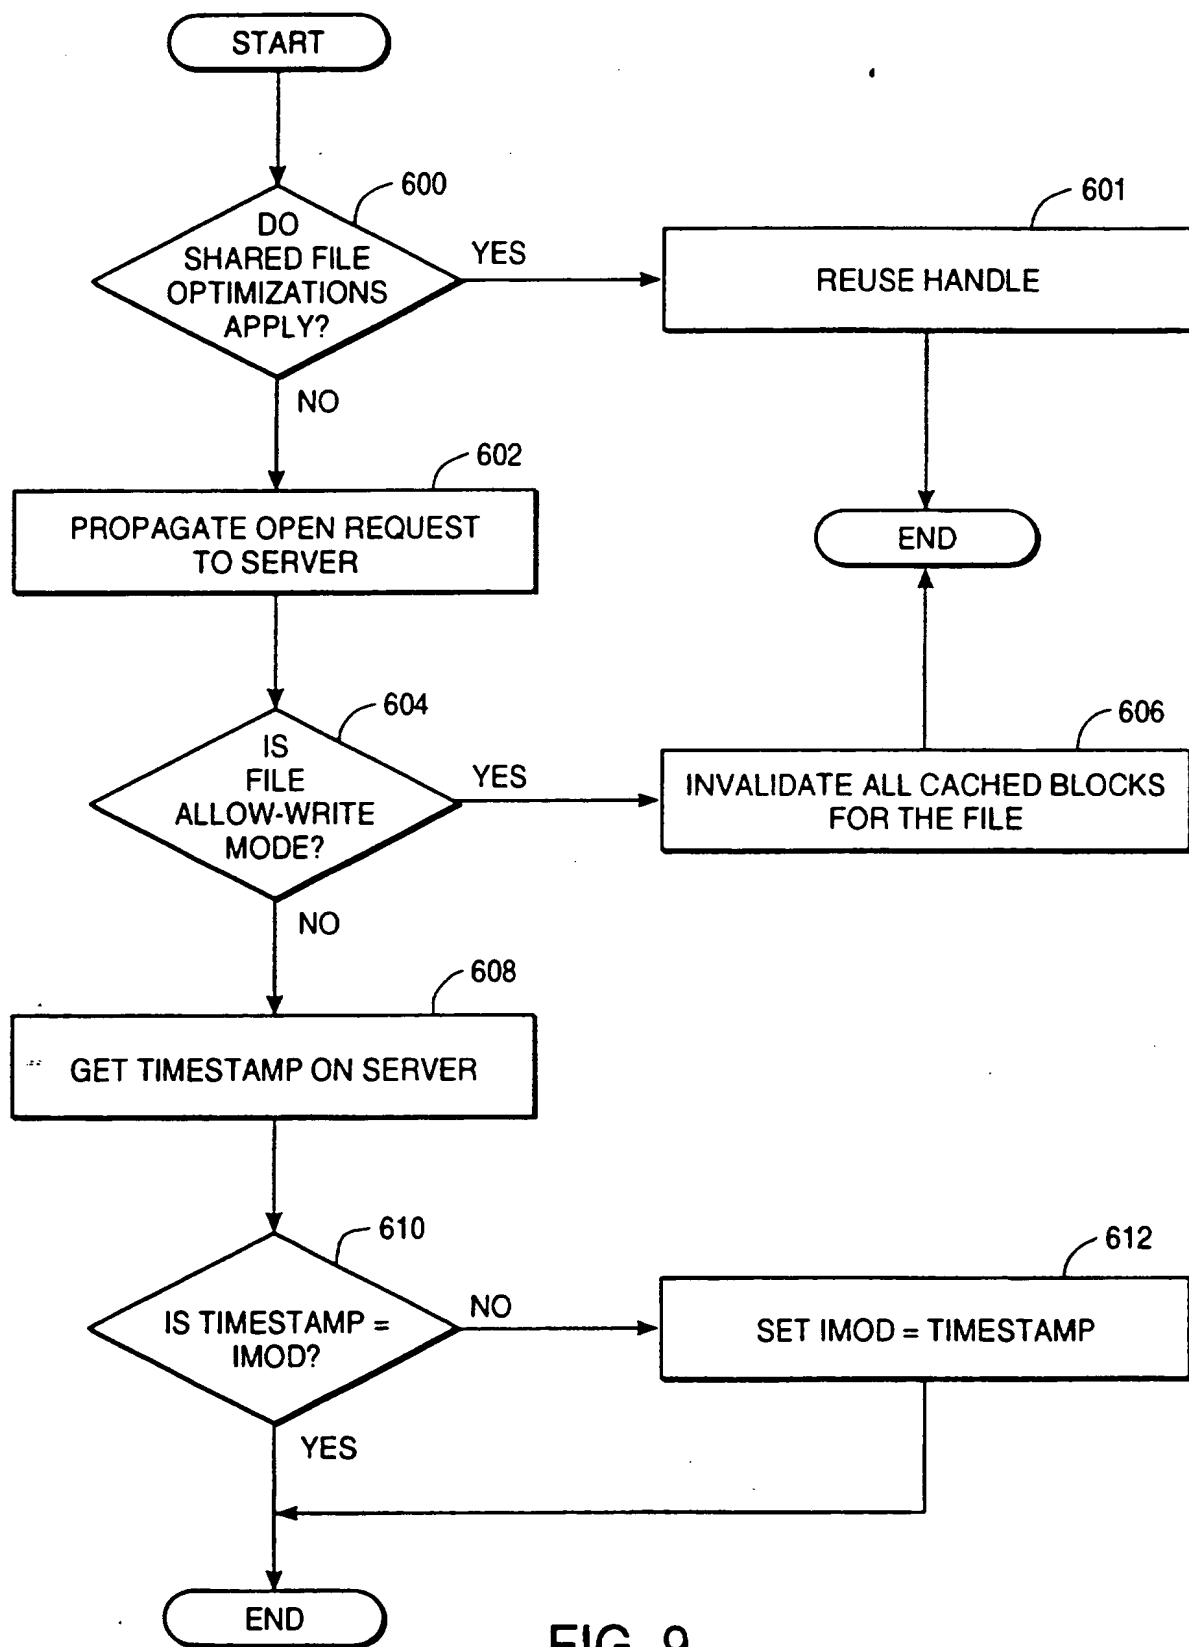 START
600
DO
SHARED FILE
OPTIMIZATIONS
APPLY?
YES
601
REUSE HANDLE
NO
602
PROPAGATE OPEN REQUEST
TO SERVER
END
604
IS
FILE
ALLOW-WRITE
MODE?
YES
606
INVALIDATE ALL CACHED BLOCKS
FOR THE FILE
NO
608
GET TIMESTAMP ON SERVER
610
IS TIMESTAMP =
IMOD?
NO
612
SET IMOD = TIMESTAMP
YES
END
FIG. 9